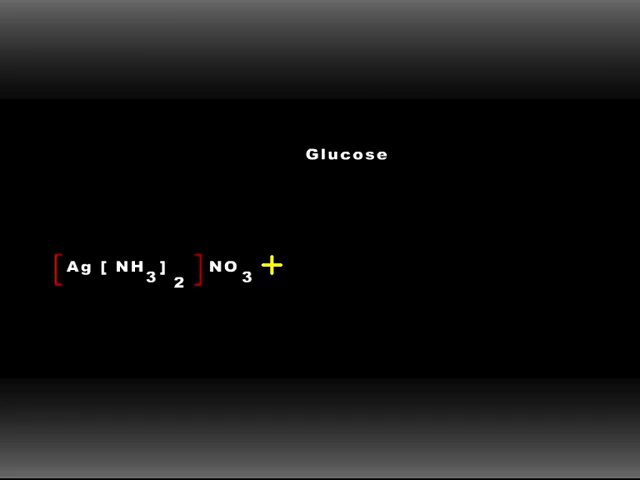 Glucose
[Ag [ NH3 ]2 ] NO3 +